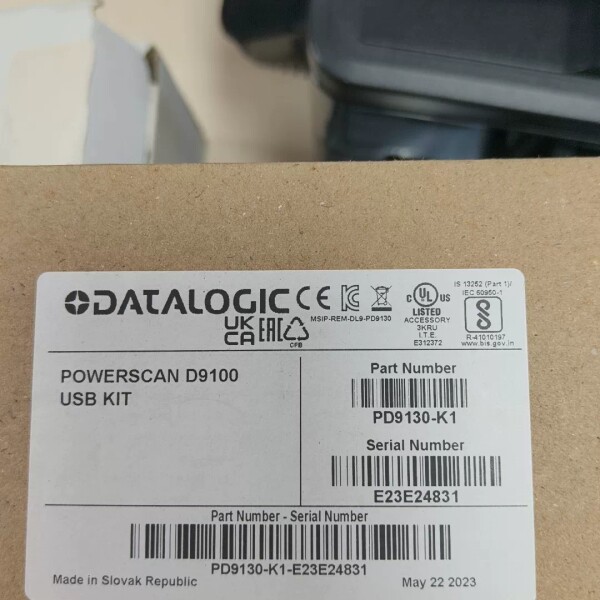 DATALOGIC
CE
MSIP-REM-DL9-PD9130
UK
CA
EAC
CFB
c UL us
LISTED
ACCESSORY
3KRU
I.T.E.
E312372
IS 13252 (Part 1)/
IEC 60950-1
R-41010197
www.bis.gov.in
POWERSCAN D9100
USB KIT
Part Number
PD9130-K1
Serial Number
E23E24831
Part Number - Serial Number
PD9130-K1-E23E24831
Made in Slovak Republic
May 22 2023